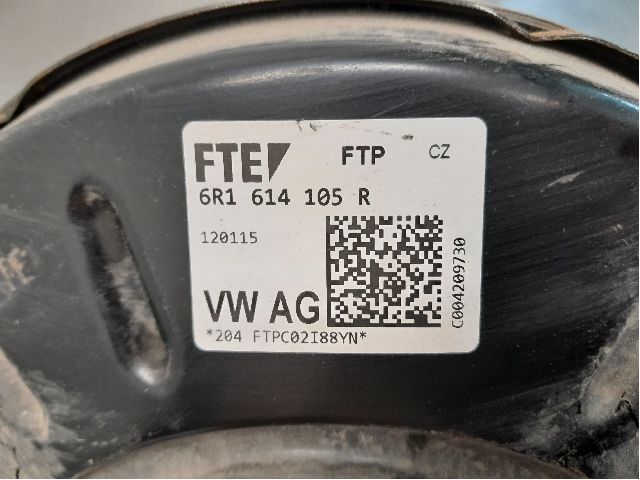 FTE FTP CZ
6R1 614 105 R
120115
VW AG
*204 FTPC02I88YN*
C004209730